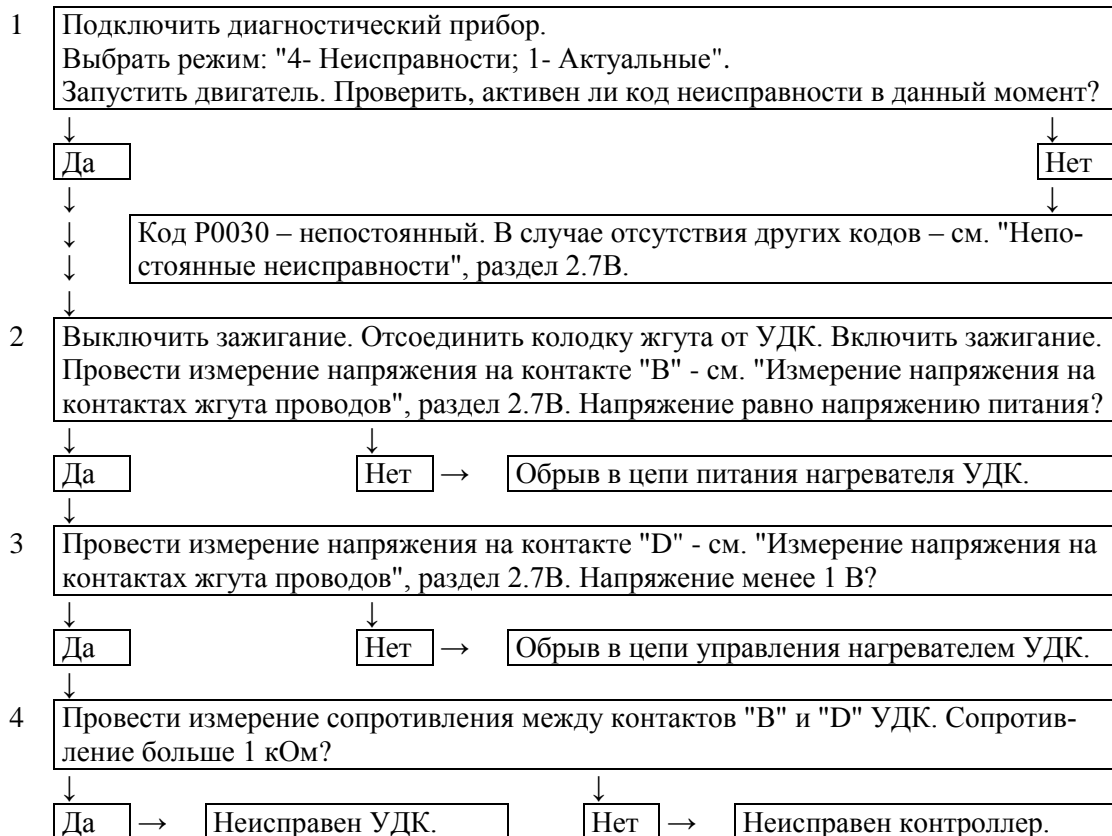 1 Подключить диагностический прибор.
Выбрать режим: "4- Неисправности; 1- Актуальные".
Запустить двигатель. Проверить, активен ли код неисправности в данный момент?
↓ ↓
Да Нет
↓ ↓
↓ Код Р0030 – непостоянный. В случае отсутствия других кодов – см. "Непо-
↓ стоянные неисправности", раздел 2.7В.
↓
2 Выключить зажигание. Отсоединить колодку жгута от УДК. Включить зажигание.
Провести измерение напряжения на контакте "В" - см. "Измерение напряжения на
контактах жгута проводов", раздел 2.7В. Напряжение равно напряжению питания?
↓ ↓
Да Нет → Обрыв в цепи питания нагревателя УДК.
↓
3 Провести измерение напряжения на контакте "D" - см. "Измерение напряжения на
контактах жгута проводов", раздел 2.7В. Напряжение менее 1 В?
↓ ↓
Да Нет → Обрыв в цепи управления нагревателем УДК.
↓
4 Провести измерение сопротивления между контактов "В" и "D" УДК. Сопротив-
ление больше 1 кОм?
↓ ↓
Да → Неисправен УДК. Нет → Неисправен контроллер.